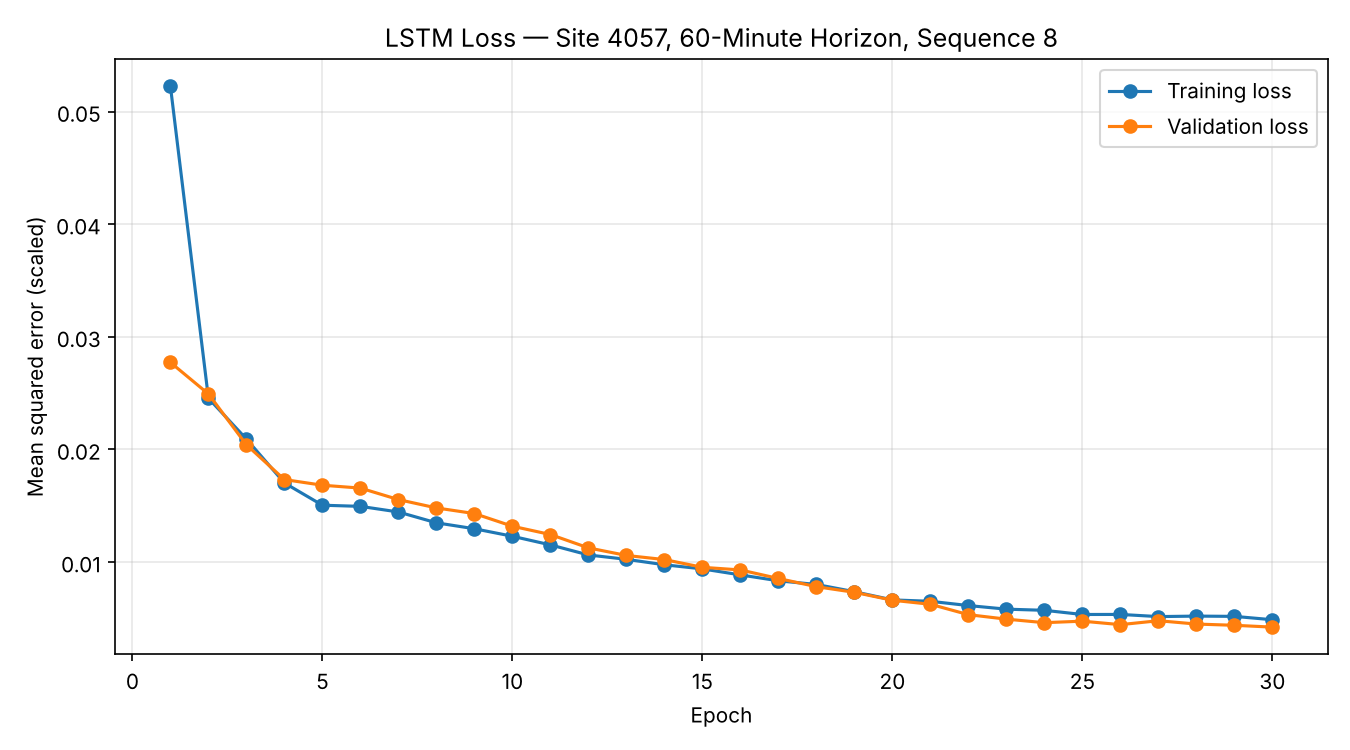 LSTM Loss — Site 4057, 60-Minute Horizon, Sequence 8
Training loss
Validation loss
Mean squared error (scaled)
0.05
0.04
0.03
0.02
0.01
0 5 10 15 20 25 30
Epoch